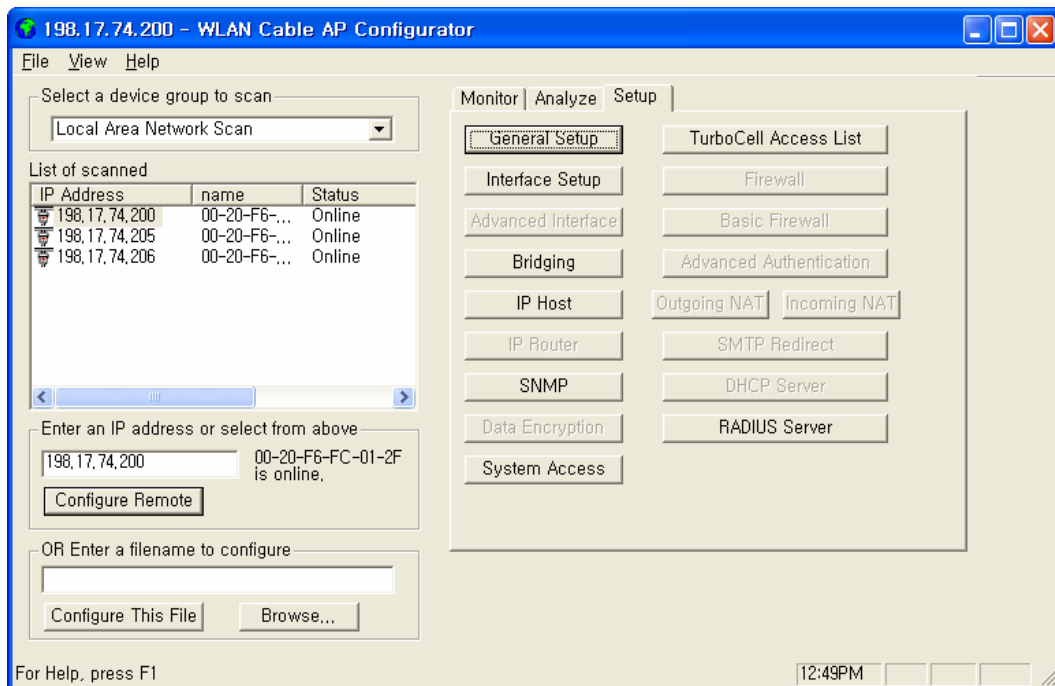 198.17.74.200 - WLAN Cable AP Configurator
File View Help
Select a device group to scan
Local Area Network Scan
List of scanned
IP Address name Status
198,17,74,200 00-20-F6-... Online
198,17,74,205 00-20-F6-... Online
198,17,74,206 00-20-F6-... Online
Enter an IP address or select from above
198,17,74,200
00-20-F6-FC-01-2F
is online,
Configure Remote
OR Enter a filename to configure
Configure This File Browse,,,
Monitor Analyze Setup
General Setup TurboCell Access List
Interface Setup Firewall
Advanced Interface Basic Firewall
Bridging Advanced Authentication
IP Host Outgoing NAT Incoming NAT
IP Router SMTP Redirect
SNMP DHCP Server
Data Encryption RADIUS Server
System Access
For Help, press F1 12:49PM